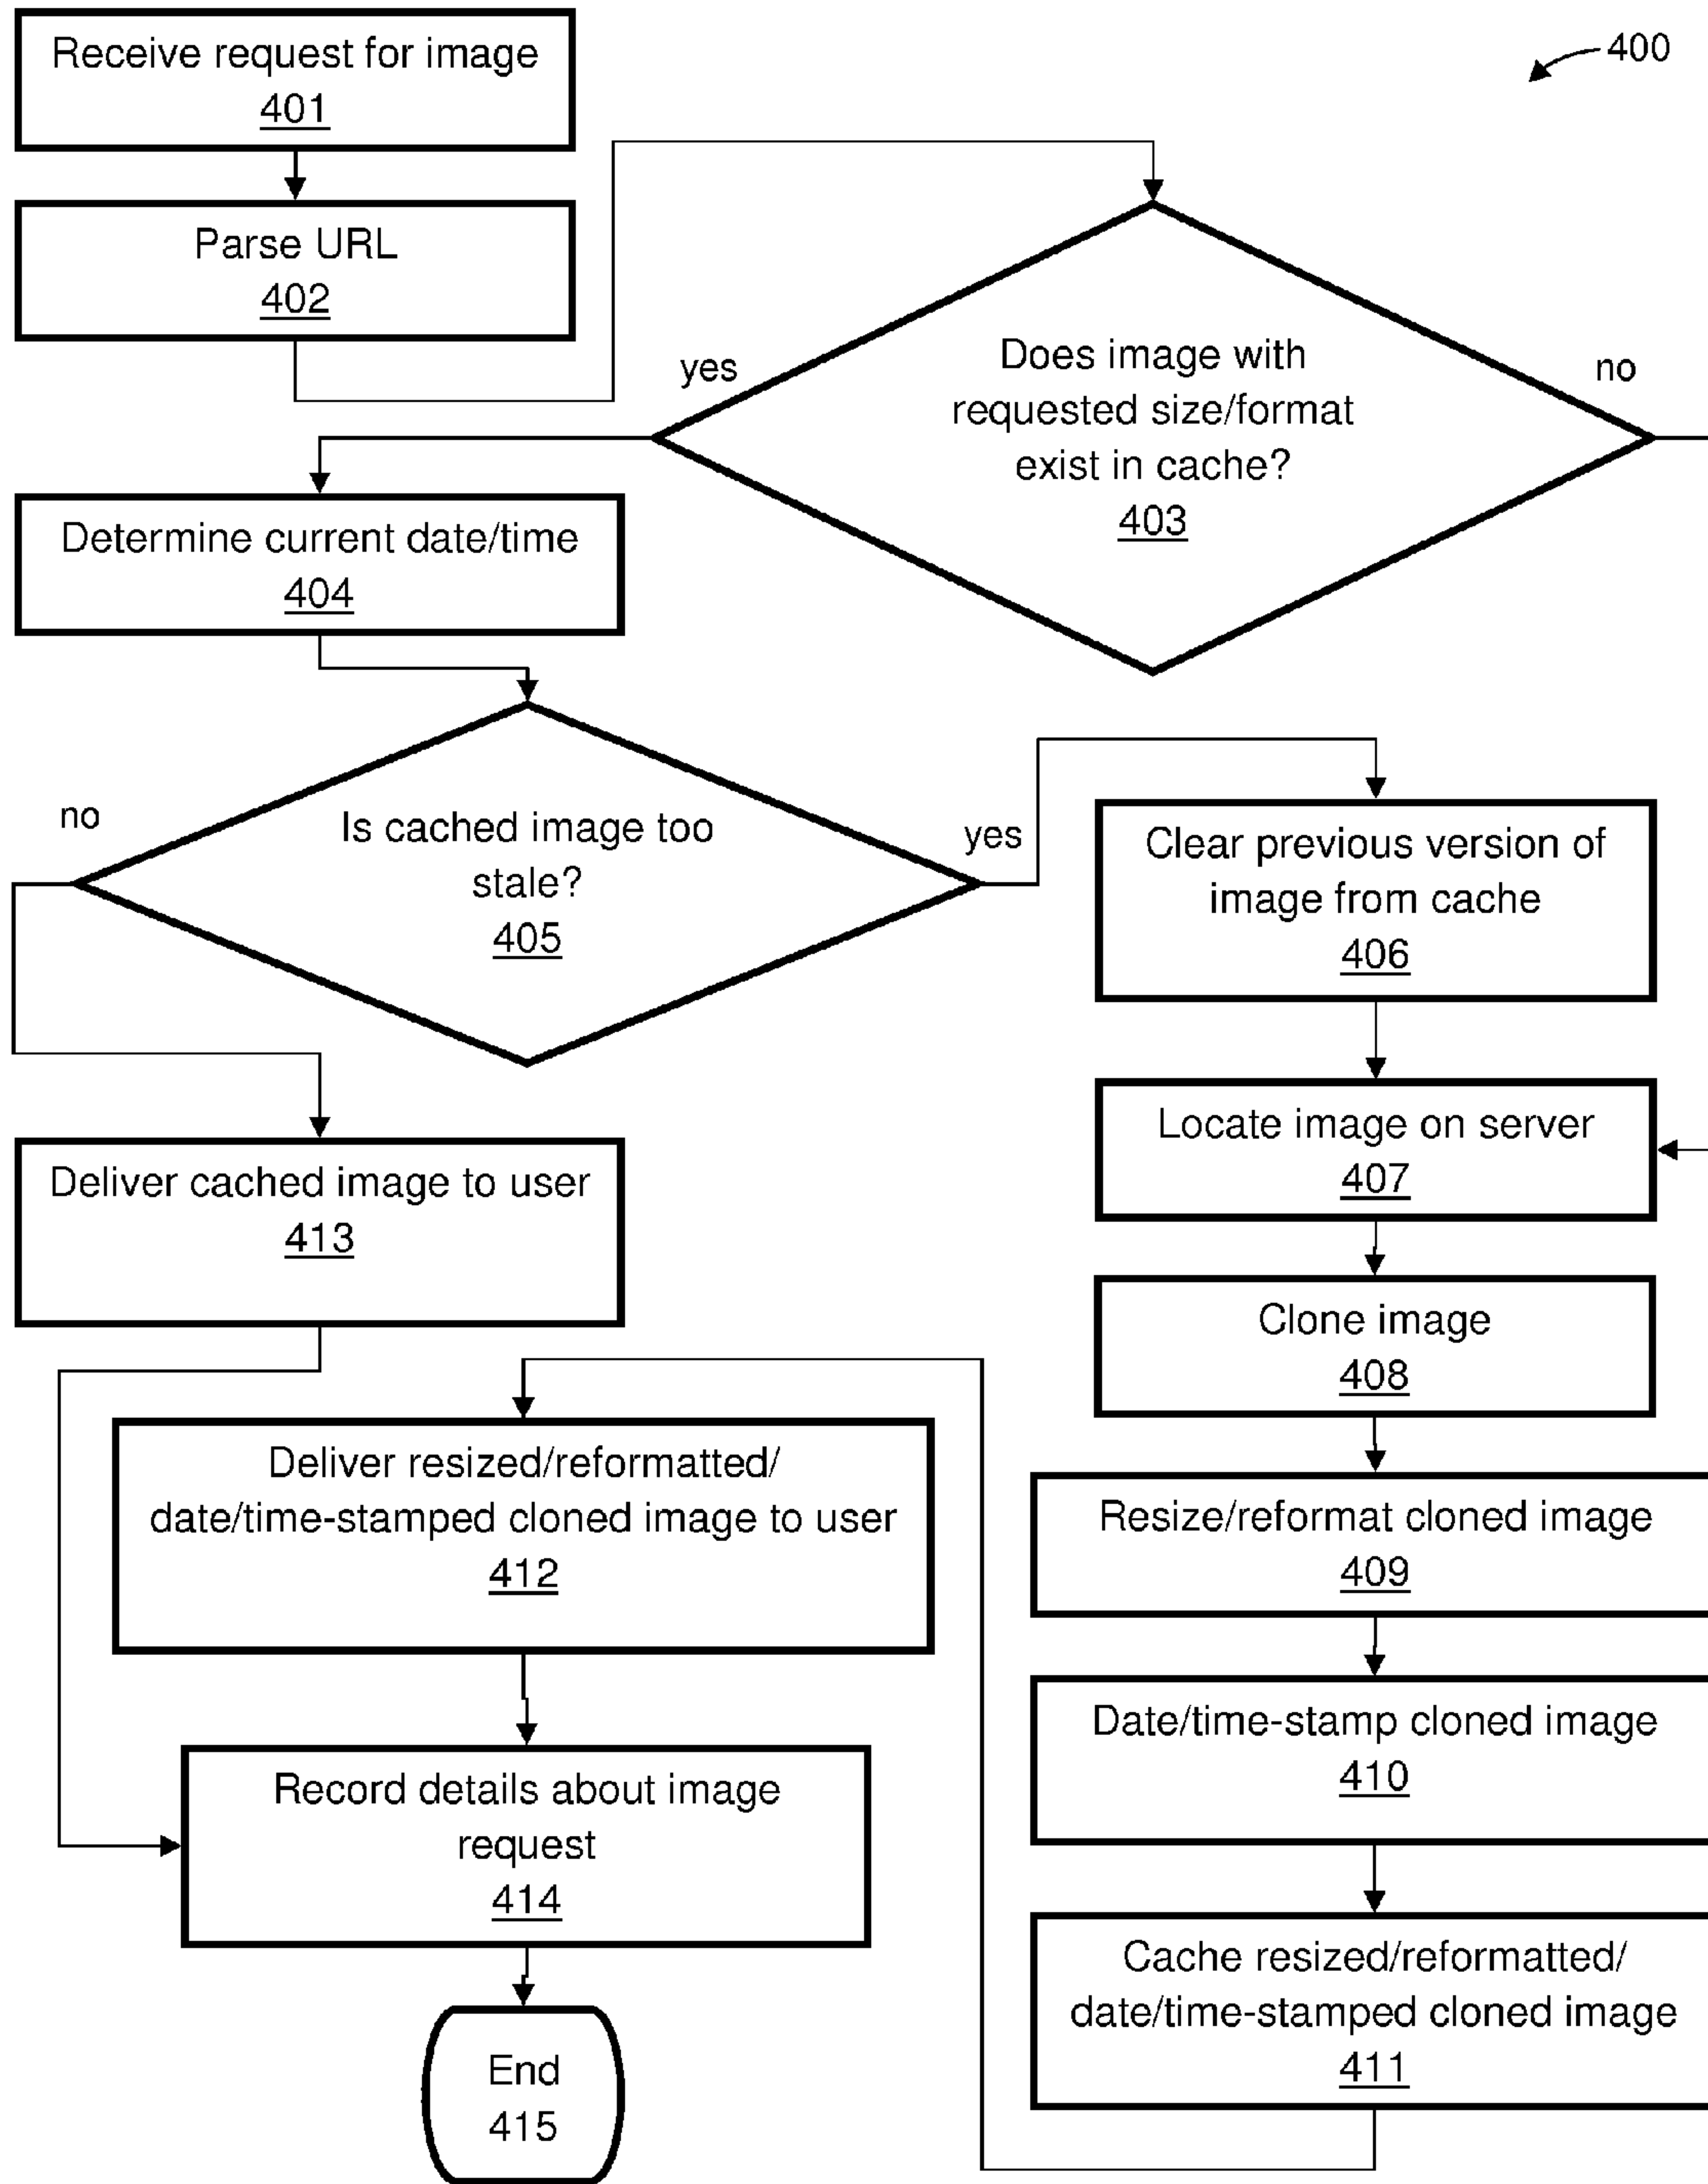 Receive request for image
401
400
Parse URL
402
Does image with
requested size/format
exist in cache?
403
yes
no
Determine current date/time
404
Is cached image too
stale?
405
no
yes
Clear previous version of
image from cache
406
Locate image on server
407
Clone image
408
Resize/reformat cloned image
409
Date/time-stamp cloned image
410
Cache resized/reformatted/
date/time-stamped cloned image
411
Deliver resized/reformatted/
date/time-stamped cloned image to user
412
Deliver cached image to user
413
Record details about image
request
414
End
415